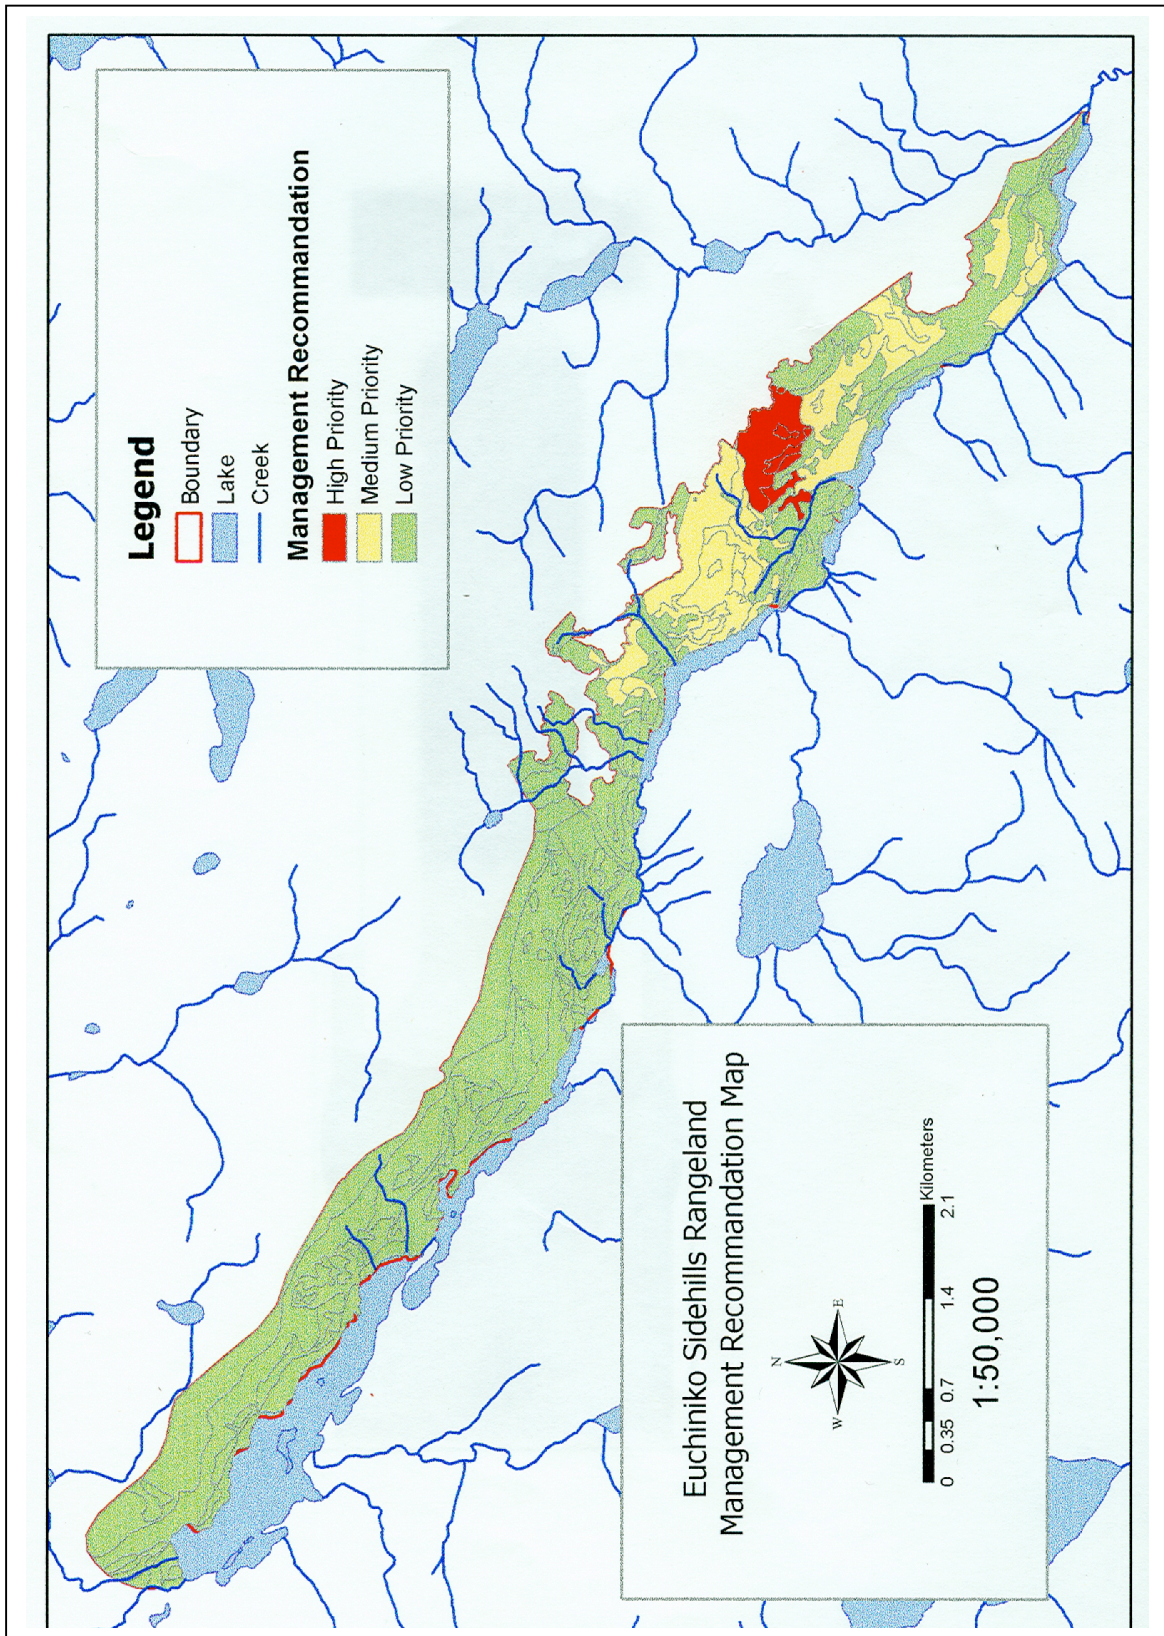 Legend
Boundary
Lake
Creek
Management Recommandation
High Priority
Medium Priority
Low Priority
Euchiniko Sidehills Rangeland
Management Recommandation Map
N
W
E
S
0 0.35 0.7 1.4 2.1
Kilometers
1:50,000